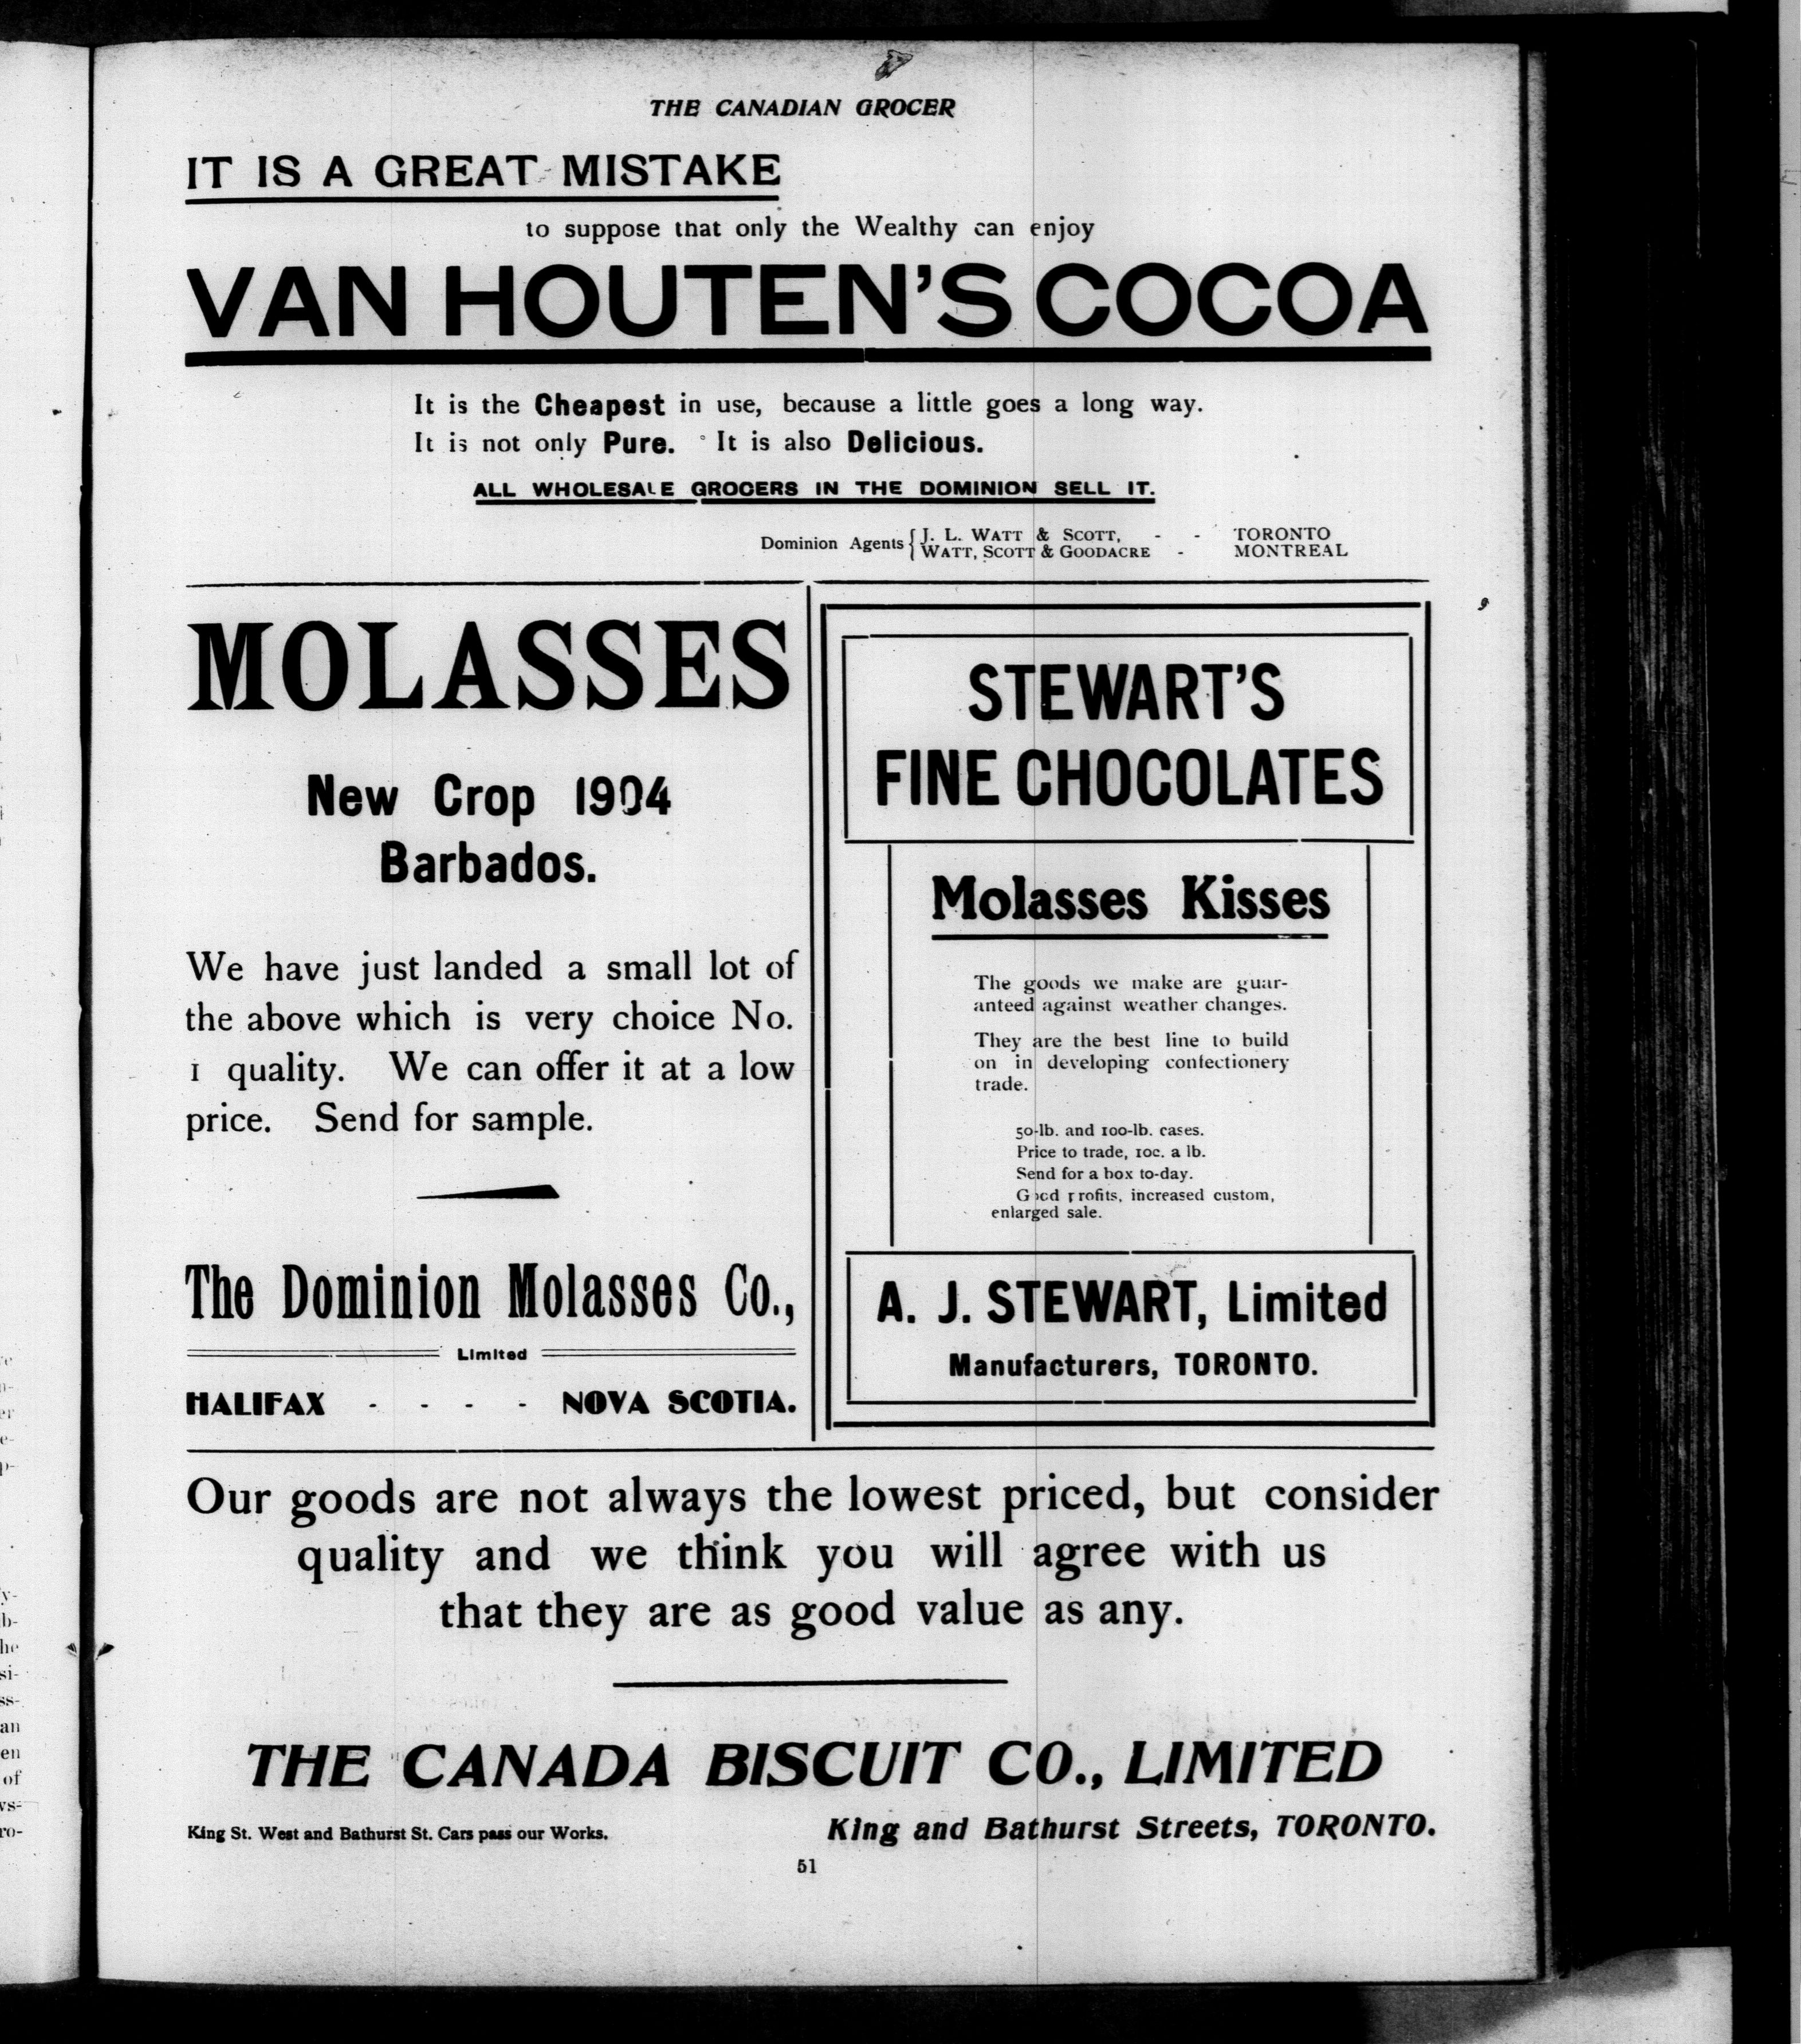 THE CANADIAN GROCER
IT IS A GREAT MISTAKE
to suppose that only the Wealthy can enjoy
VAN HOUTEN'S COCOA
It is the Cheapest in use, because a little goes a long way.
It is not only Pure. It is also Delicious.
ALL WHOLESALE GROCERS IN THE DOMINION SELL IT.
Dominion Agents { J. L. WATT & SCOTT, - - TORONTO
WATT, SCOTT & GOODACRE - MONTREAL
MOLASSES
New Crop 1904
Barbados.
We have just landed a small lot of
the above which is very choice No.
1 quality. We can offer it at a low
price. Send for sample.
The Dominion Molasses Co.,
Limited
HALIFAX - - - - NOVA SCOTIA.
STEWART'S
FINE CHOCOLATES
Molasses Kisses
The goods we make are guar-
anteed against weather changes.
They are the best line to build
on in developing confectionery
trade.
50-lb. and 100-lb. cases.
Price to trade, 10c. a lb.
Send for a box to-day.
Good profits, increased custom,
enlarged sale.
A. J. STEWART, Limited
Manufacturers, TORONTO.
Our goods are not always the lowest priced, but consider
quality and we think you will agree with us
that they are as good value as any.
THE CANADA BISCUIT CO., LIMITED
King St. West and Bathurst St. Cars pass our Works.
King and Bathurst Streets, TORONTO.
51